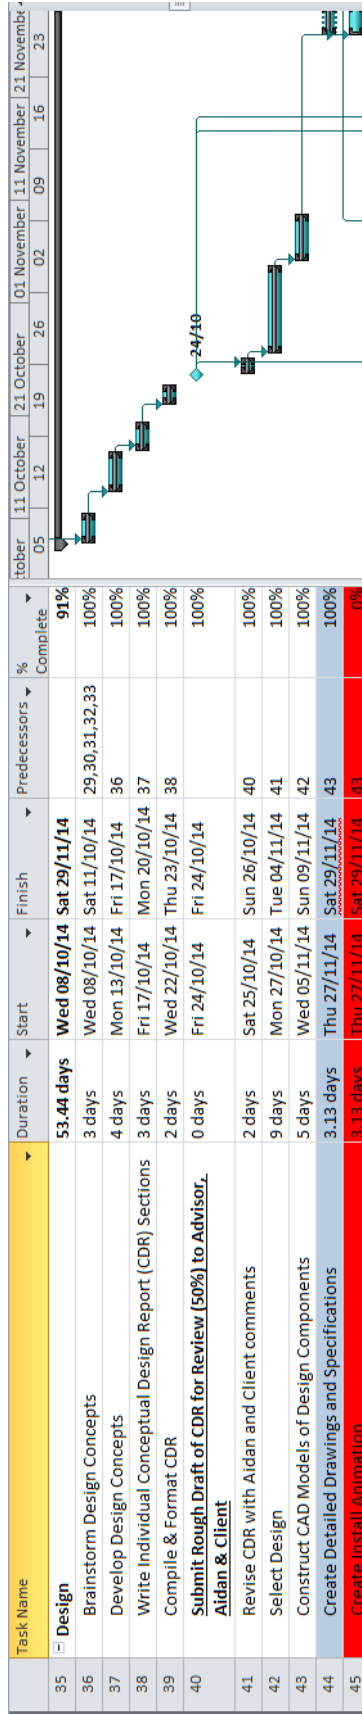 Task Name Duration Start Finish Predecessors % Complete
tober 11 October 21 October 01 November 11 November 21 November
05 12 19 26 02 09 16 23
35 Design 53.44 days Wed 08/10/14 Sat 29/11/14 91%
36 Brainstorm Design Concepts 3 days Wed 08/10/14 Sat 11/10/14 29,30,31,32,33 100%
37 Develop Design Concepts 4 days Mon 13/10/14 Fri 17/10/14 36 100%
38 Write Individual Conceptual Design Report (CDR) Sections 3 days Fri 17/10/14 Mon 20/10/14 37 100%
39 Compile & Format CDR 2 days Wed 22/10/14 Thu 23/10/14 38 100%
40 Submit Rough Draft of CDR for Review (50%) to Advisor, 0 days Fri 24/10/14 Fri 24/10/14 100% 24/10
Aidan & Client
41 Revise CDR with Aidan and Client comments 2 days Sat 25/10/14 Sun 26/10/14 40 100%
42 Select Design 9 days Mon 27/10/14 Tue 04/11/14 41 100%
43 Construct CAD Models of Design Components 5 days Wed 05/11/14 Sun 09/11/14 42 100%
44 Create Detailed Drawings and Specifications 3.13 days Thu 27/11/14 Sat 29/11/14 43 100%
45 Create Install Animation 3.13 days Thu 27/11/14 Sat 29/11/14 43 0%